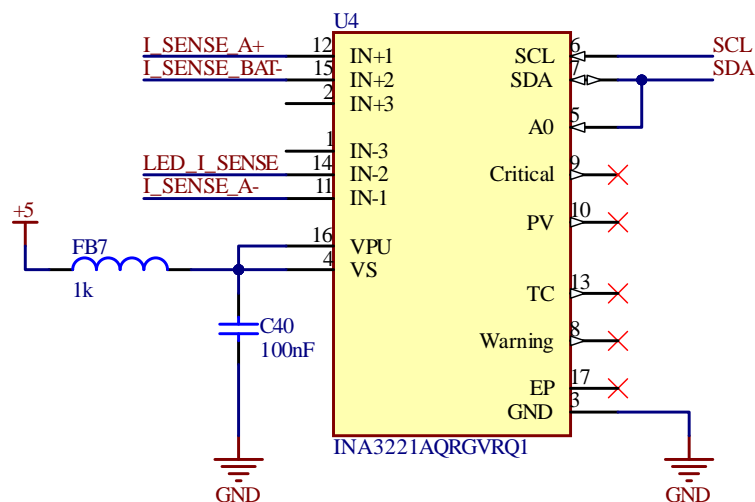 U4
I_SENSE_A+ 12 IN+1 SCL 6 SCL
I_SENSE_BAT- 15 IN+2 SDA 7 SDA
2 IN+3
A0 5
1 IN-3
LED_I_SENSE 14 IN-2 Critical 9
I_SENSE_A- 11 IN-1
+5
PV 10
FB7 16 VPU
4 VS
1k
TC 13
C40
Warning 8
100nF
EP 17
GND 3
INA3221AQRGVRQ1
GND GND